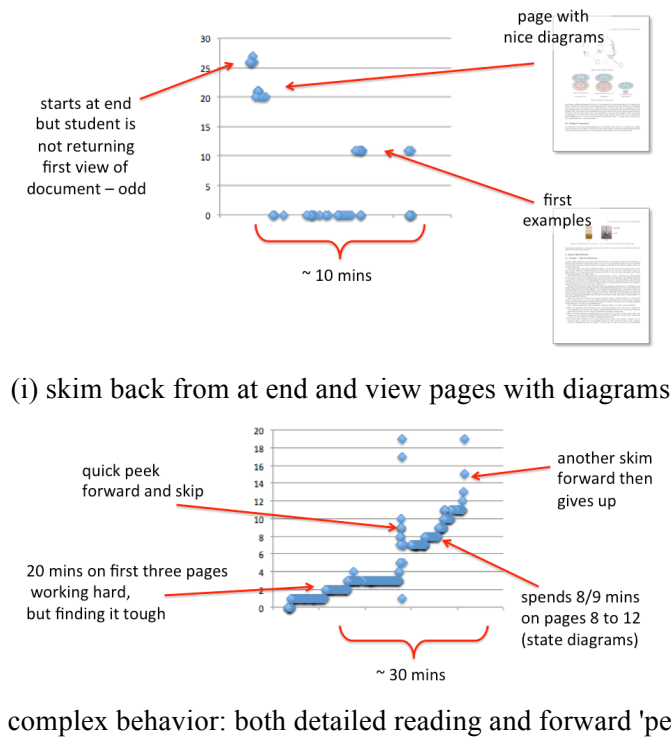 page with
nice diagrams
30
25
20
15
10
5
0
starts at end
but student is
not returning
first view of
document – odd
first
examples
~ 10 mins
(i) skim back from at end and view pages with diagrams
20
18
16
14
12
10
8
6
4
2
0
quick peek
forward and skip
another skim
forward then
gives up
20 mins on first three pages
working hard,
but finding it tough
spends 8/9 mins
on pages 8 to 12
(state diagrams)
~ 30 mins
complex behavior: both detailed reading and forward 'pe